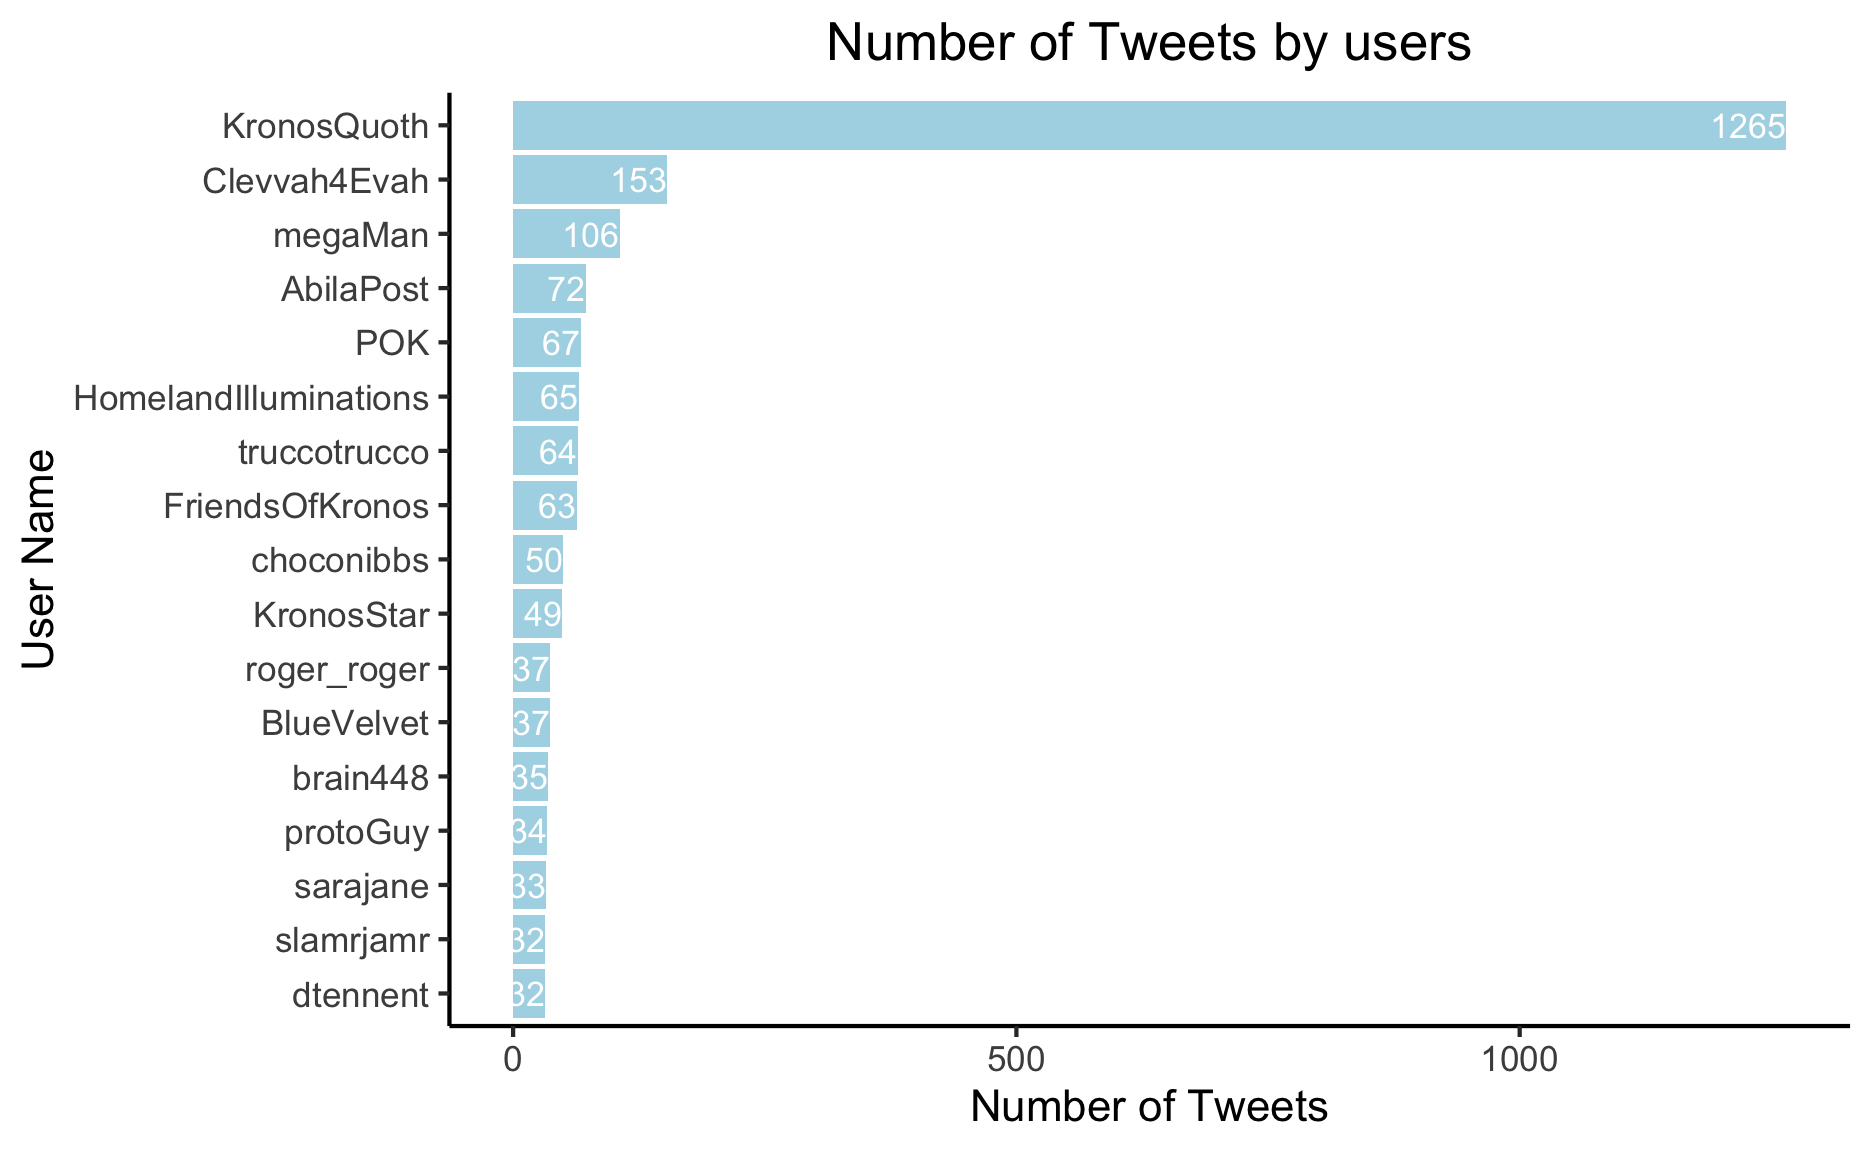 Number of Tweets by users
KronosQuoth 1265
Clevvah4Evah 153
megaMan 106
AbilaPost 72
POK 67
HomelandIlluminations 65
truccotrucco 64
FriendsOfKronos 63
choconibbs 50
KronosStar 49
roger_roger 37
BlueVelvet 37
brain448 35
protoGuy 34
sarajane 33
slamrjamr 32
dtennent 32
User Name
0 500 1000
Number of Tweets